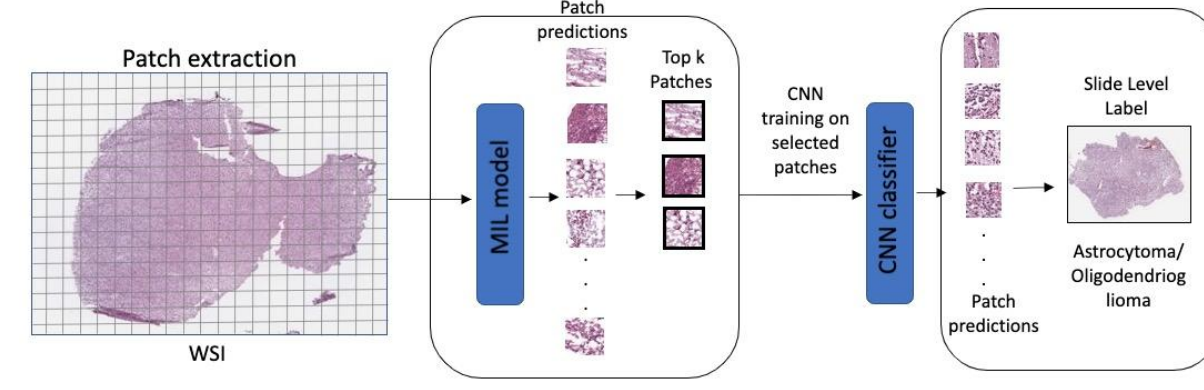 Patch extraction
WSI
MIL model
Patch
predictions
Top k
Patches
CNN
training on
selected
patches
CNN classifier
Patch
predictions
Slide Level
Label
Astrocytoma/
Oligodendriog
lioma